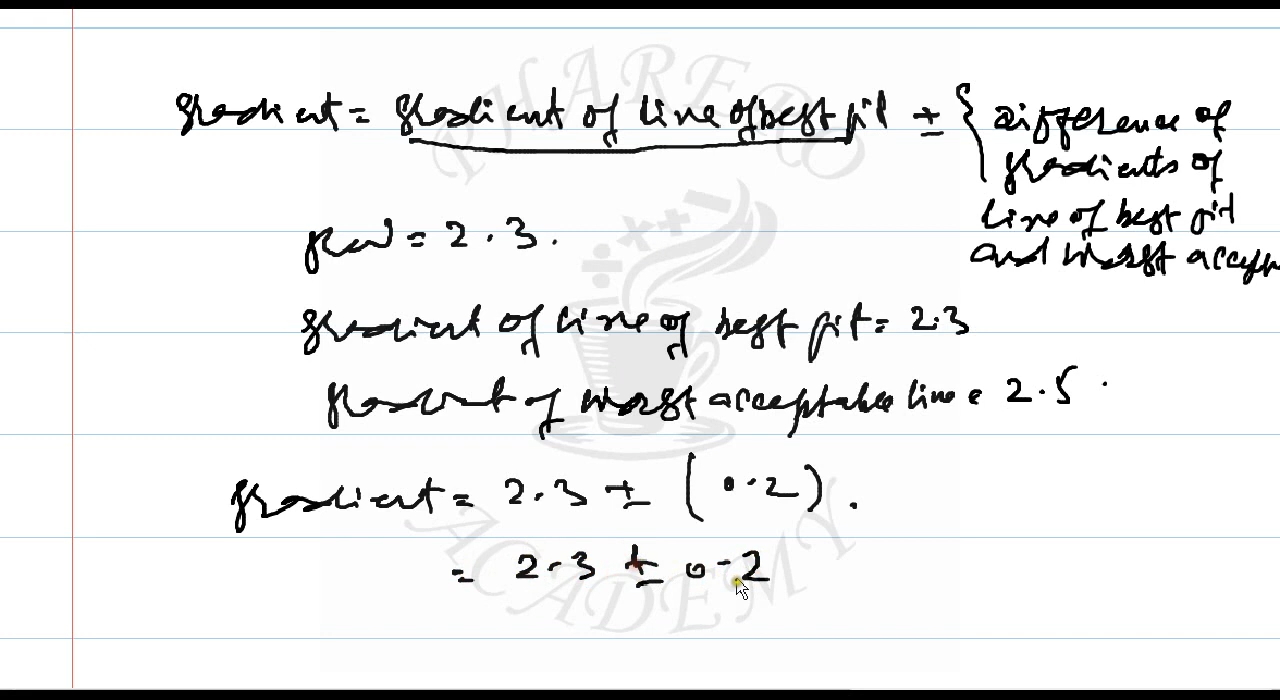 gradient = gradient of line of best fit ± { difference of
gradients of
line of best fit
and worst accep
grad = 2.3.
gradient of line of best fit = 2.3
gradient of worst acceptable line = 2.5
gradient = 2.3 ± (0.2).
= 2.3 ± 0.2
PHAREDO
ACADEMY